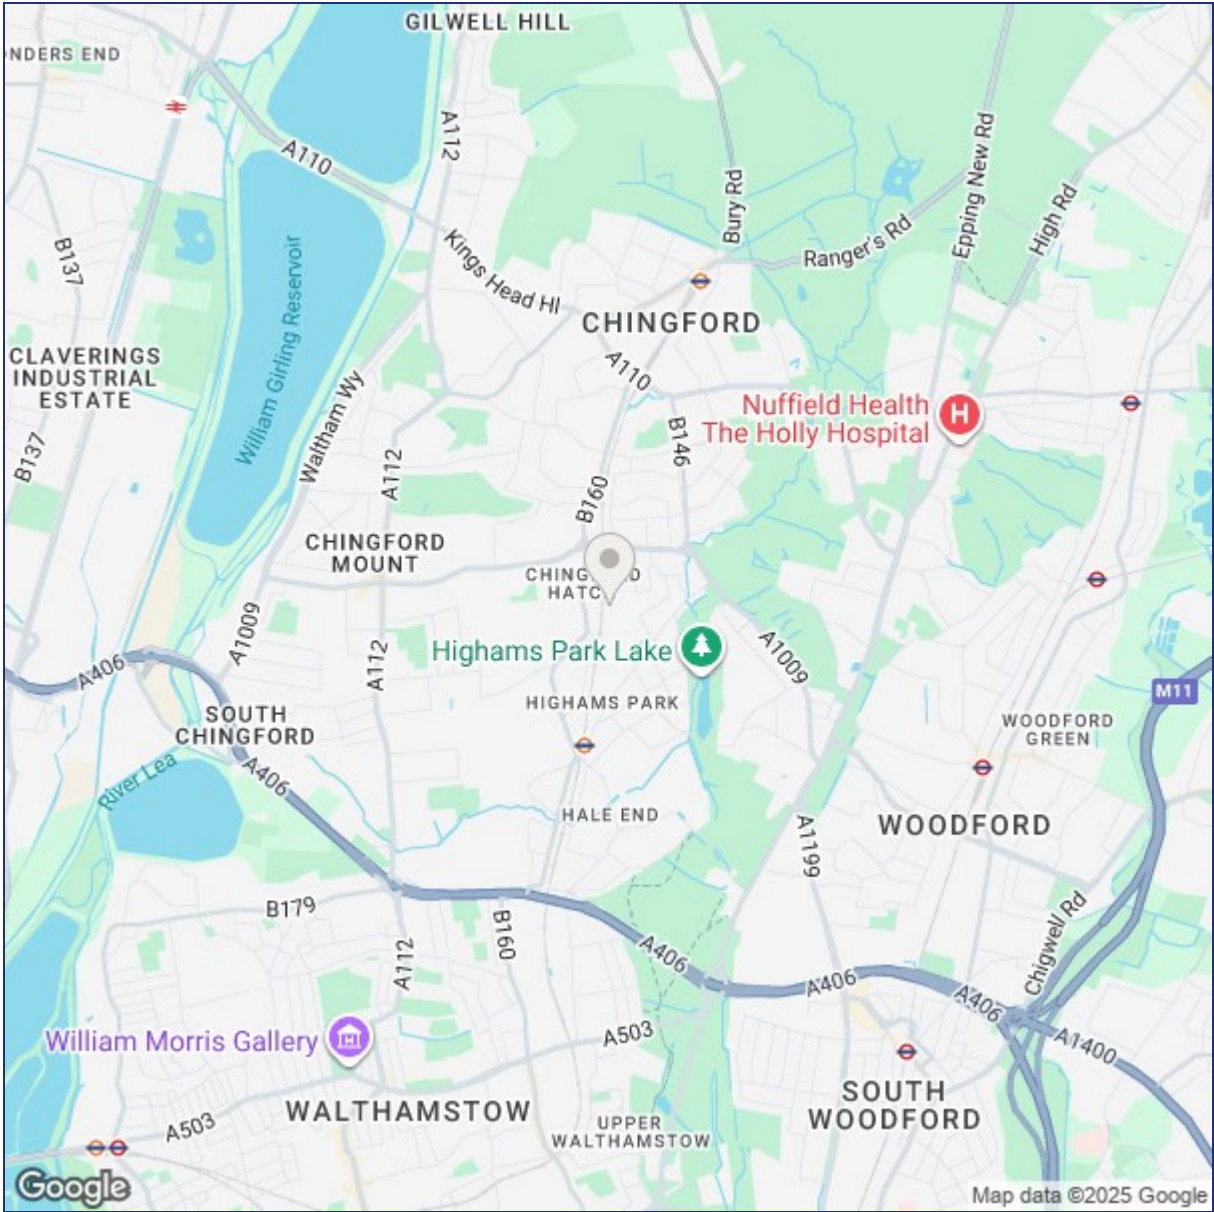 GILWELL HILL
ONDERS END
A112
A110
Bury Rd
Epping New Rd
High Rd
Ranger's Rd
B137
Kings Head Hl
William Girling Reservoir
CHINGFORD
CLAVERINGS
INDUSTRIAL
ESTATE
A110
Waltham Wy
Nuffield Health
The Holly Hospital
H
B137
A112
B146
B160
CHINGFORD
MOUNT
HATC
A1009
A112
Highams Park Lake
A1009
A406
HIGHAMS PARK
M11
SOUTH
CHINGFORD
WOODFORD
GREEN
River Lea
A406
HALE END
WOODFORD
A1199
B179
B160
Chigwell Rd
A112
A406
A406
A406
William Morris Gallery
A503
A1400
SOUTH
WOODFORD
WALTHAMSTOW
UPPER
WALTHAMSTOW
A503
Google
Map data ©2025 Google